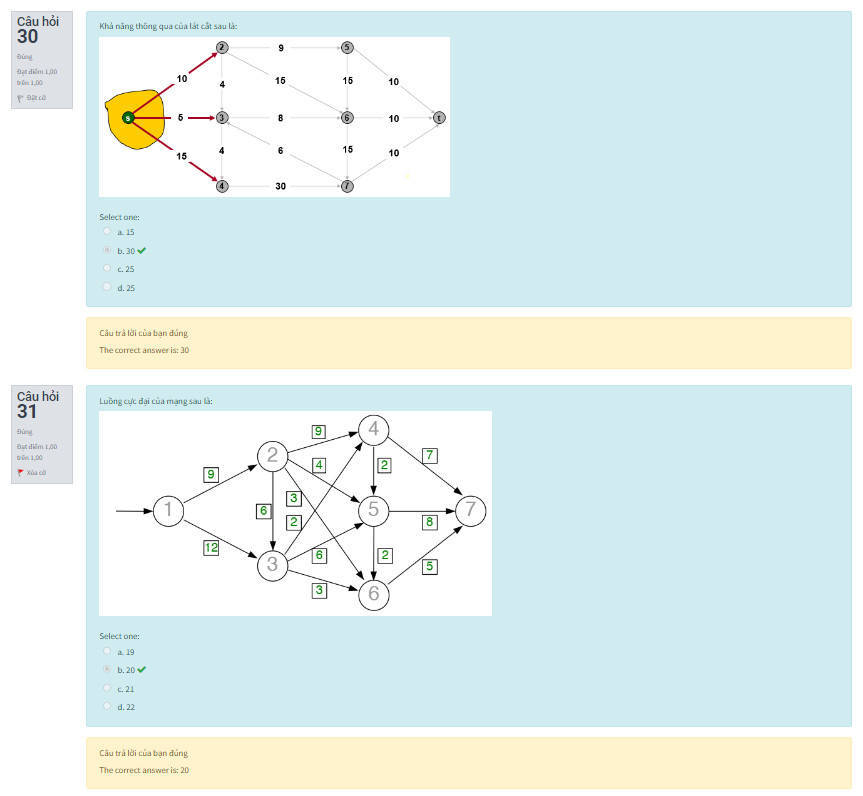 Câu hỏi
30
Đúng
Đạt điểm 1,00
trên 1,00
Đặt cờ
Khả năng thông qua của lát cắt sau là:
2 9 5
10 4 15 15 10
s 5 3 8 6 10 t
15 4 6 15 10
4 30 7
Select one:
a. 15
b. 30
c. 25
d. 25
Câu trả lời của bạn đúng
The correct answer is: 30
Câu hỏi
31
Đúng
Đạt điểm 1,00
trên 1,00
Xóa cờ
Luồng cực đại của mạng sau là:
9 4
2 7
9 4 2
3
1 6 2 5 7
8
12 6 2
3 5
3 6
Select one:
a. 19
b. 20
c. 21
d. 22
Câu trả lời của bạn đúng
The correct answer is: 20